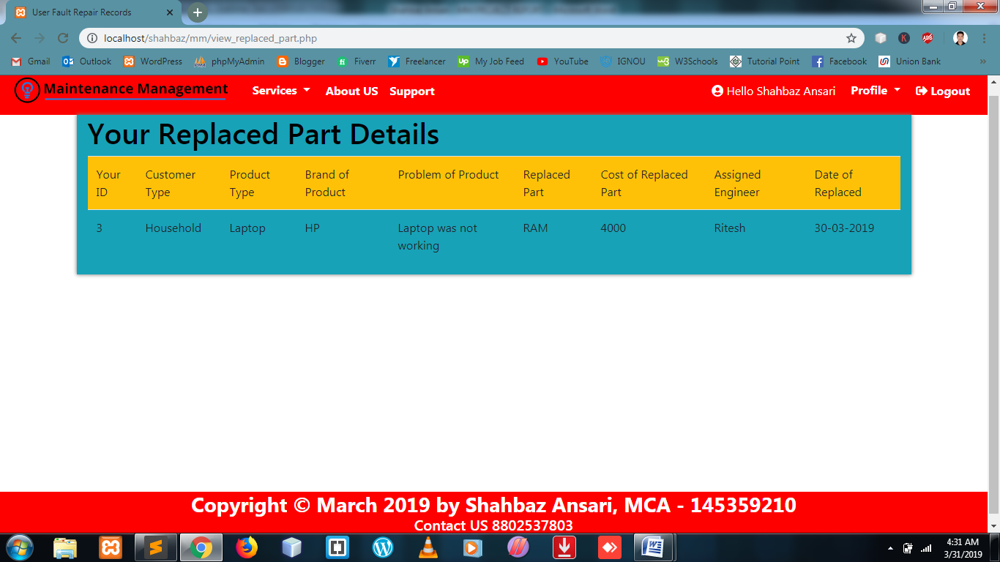 User Fault Repair Records
localhost/shahbaz/mm/view_replaced_part.php
Gmail Outlook WordPress phpMyAdmin Blogger Fiverr Freelancer My Job Feed YouTube IGNOU W3Schools Tutorial Point Facebook Union Bank »
Maintenance Management Services About US Support Hello Shahbaz Ansari Profile Logout
Your Replaced Part Details
Your ID Customer Type Product Type Brand of Product Problem of Product Replaced Part Cost of Replaced Part Assigned Engineer Date of Replaced
3 Household Laptop HP Laptop was not working RAM 4000 Ritesh 30-03-2019
Copyright © March 2019 by Shahbaz Ansari, MCA - 145359210
Contact US 8802537803
4:31 AM
3/31/2019